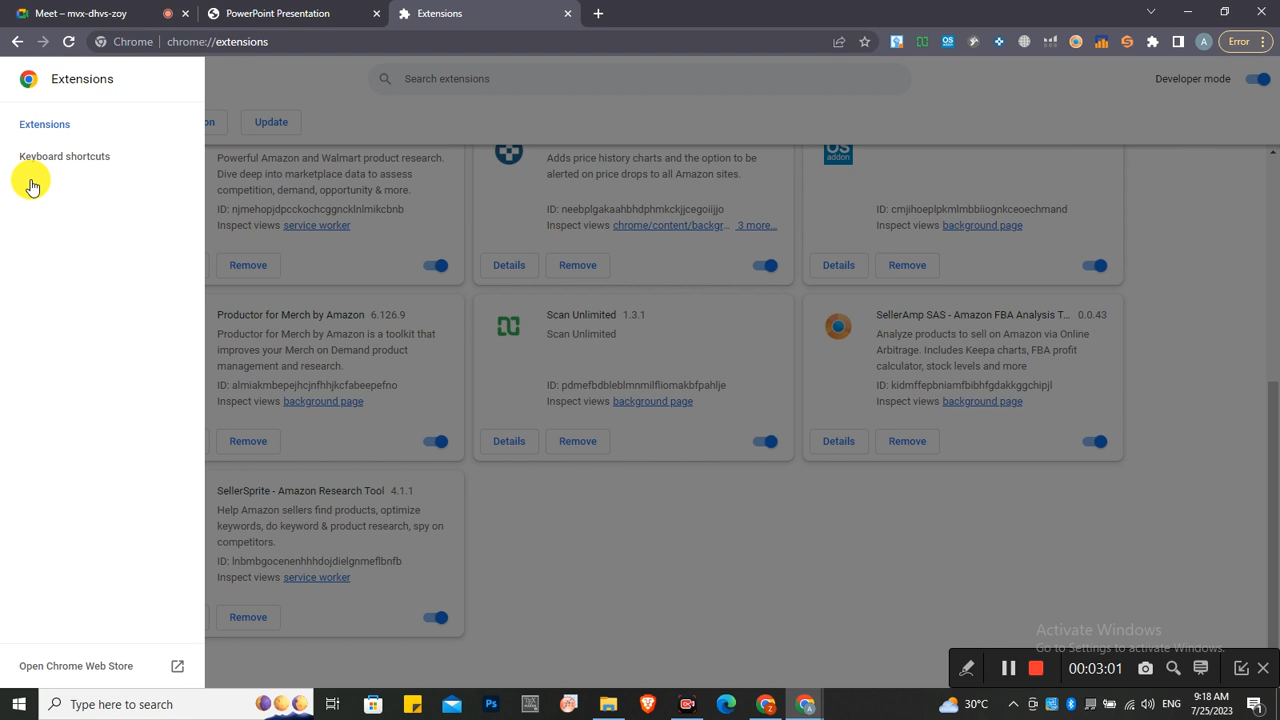 Meet – mvx-dhvs-zoy
PowerPoint Presentation
Extensions
Chrome
chrome://extensions
A
Error
Extensions
Search extensions
Developer mode
on
Update
Extensions
Keyboard shortcuts
Powerful Amazon and Walmart product research.
Dive deep into marketplace data to assess
competition, demand, opportunity & more.
ID: njmehopjdpcckochcggncklnlmikcbnb
Inspect views service worker
Remove
Adds price history charts and the option to be
alerted on price drops to all Amazon sites.
ID: neebplgakaahbhdphmkckjjcegoiijjo
Inspect views chrome/content/backgr... 3 more...
Details
Remove
OS
addon
ID: cmjihoeplpkmlmbbiiognkceoechmand
Inspect views background page
Details
Remove
Productor for Merch by Amazon 6.126.9
Productor for Merch by Amazon is a toolkit that
improves your Merch on Demand product
management and research.
ID: almiakmbepejhcjnfhhjkcfabeepefno
Inspect views background page
Remove
Scan Unlimited 1.3.1
Scan Unlimited
ID: pdmefbdbleblmnmilfliomakbfpahlje
Inspect views background page
Details
Remove
SellerAmp SAS - Amazon FBA Analysis T... 0.0.43
Analyze products to sell on Amazon via Online
Arbitrage. Includes Keepa charts, FBA profit
calculator, stock levels and more
ID: kidmffepbniamfbibhfgdakkggchipjl
Inspect views background page
Details
Remove
SellerSprite - Amazon Research Tool 4.1.1
Help Amazon sellers find products, optimize
keywords, do keyword & product research, spy on
competitors.
ID: lnbmbgocenenhhhdojdielgnmeflbnfb
Inspect views service worker
Remove
Open Chrome Web Store
Activate Windows
Go to Settings to activate Windows.
00:03:01
Type here to search
Ps
30°C
ENG
9:18 AM
7/25/2023